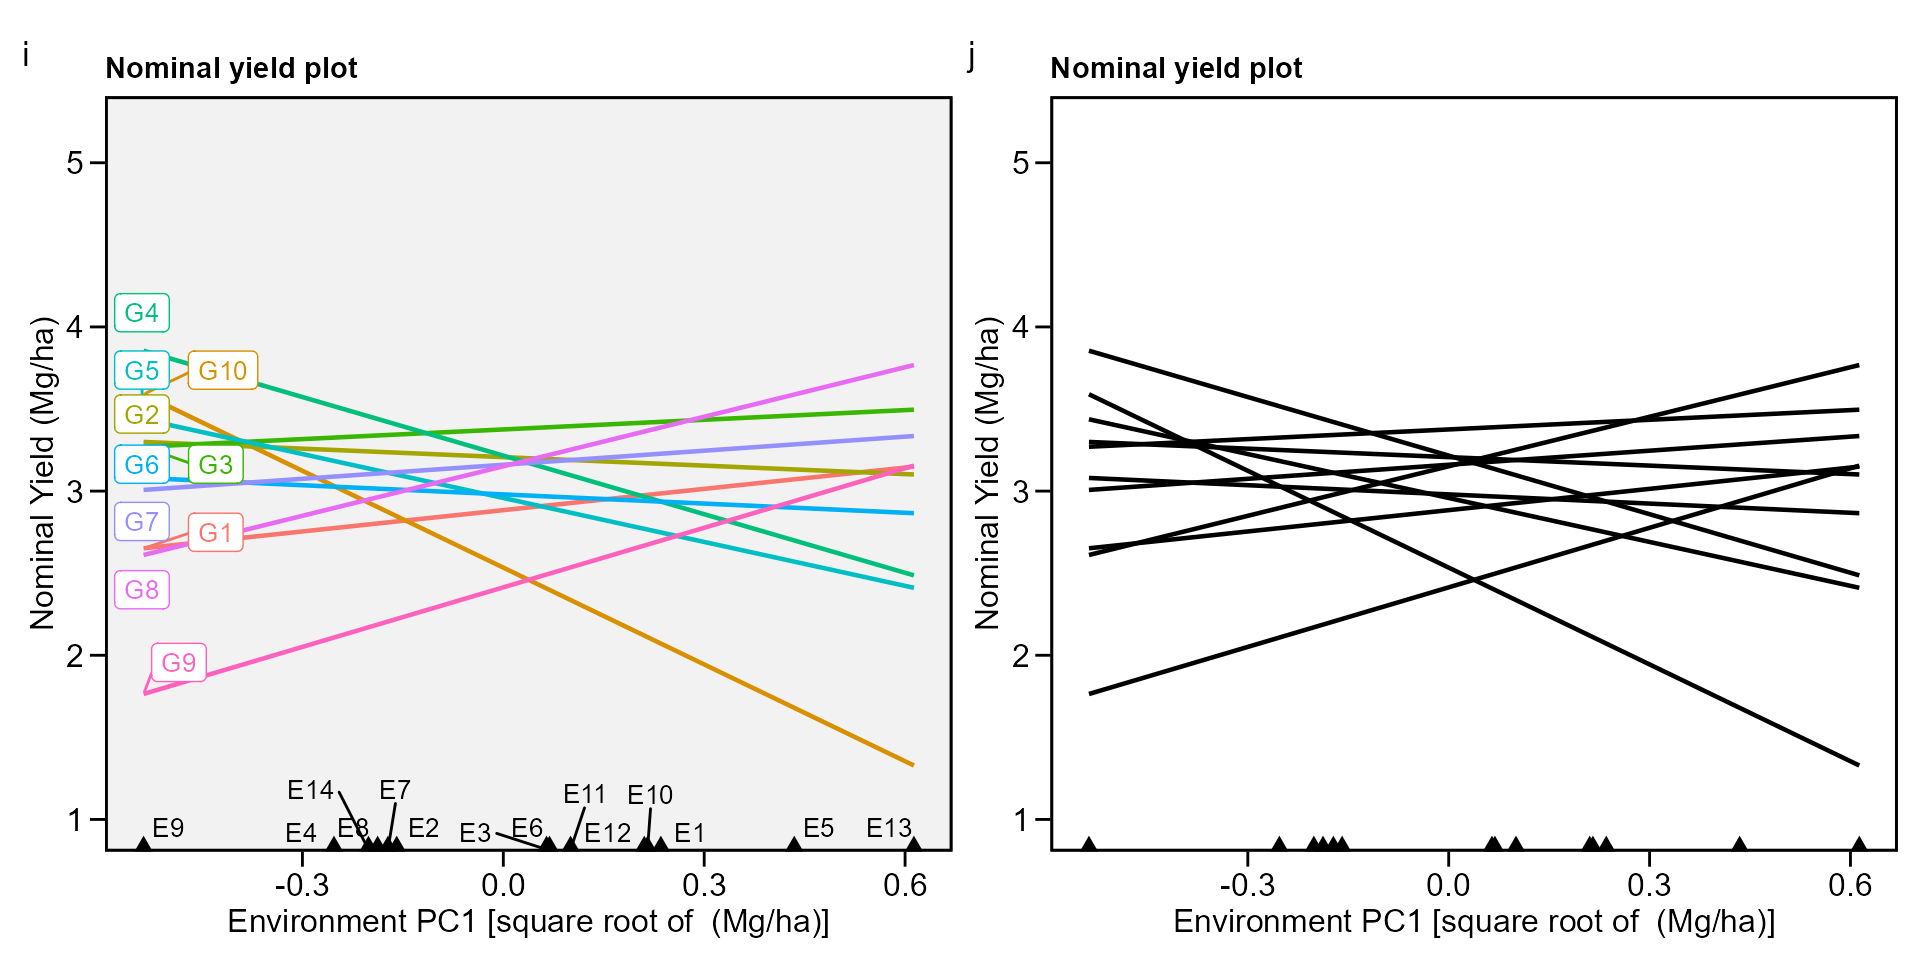 i
Nominal yield plot
Nominal Yield (Mg/ha)
5
4
3
2
1
G4
G5
G10
G2
G6
G3
G7
G1
G8
G9
E14
E7
E11
E10
E9
E4
E8
E2
E3
E6
E12
E1
E5
E13
-0.3
0.0
0.3
0.6
Environment PC1 [square root of  (Mg/ha)]
j
Nominal yield plot
Nominal Yield (Mg/ha)
5
4
3
2
1
-0.3
0.0
0.3
0.6
Environment PC1 [square root of  (Mg/ha)]